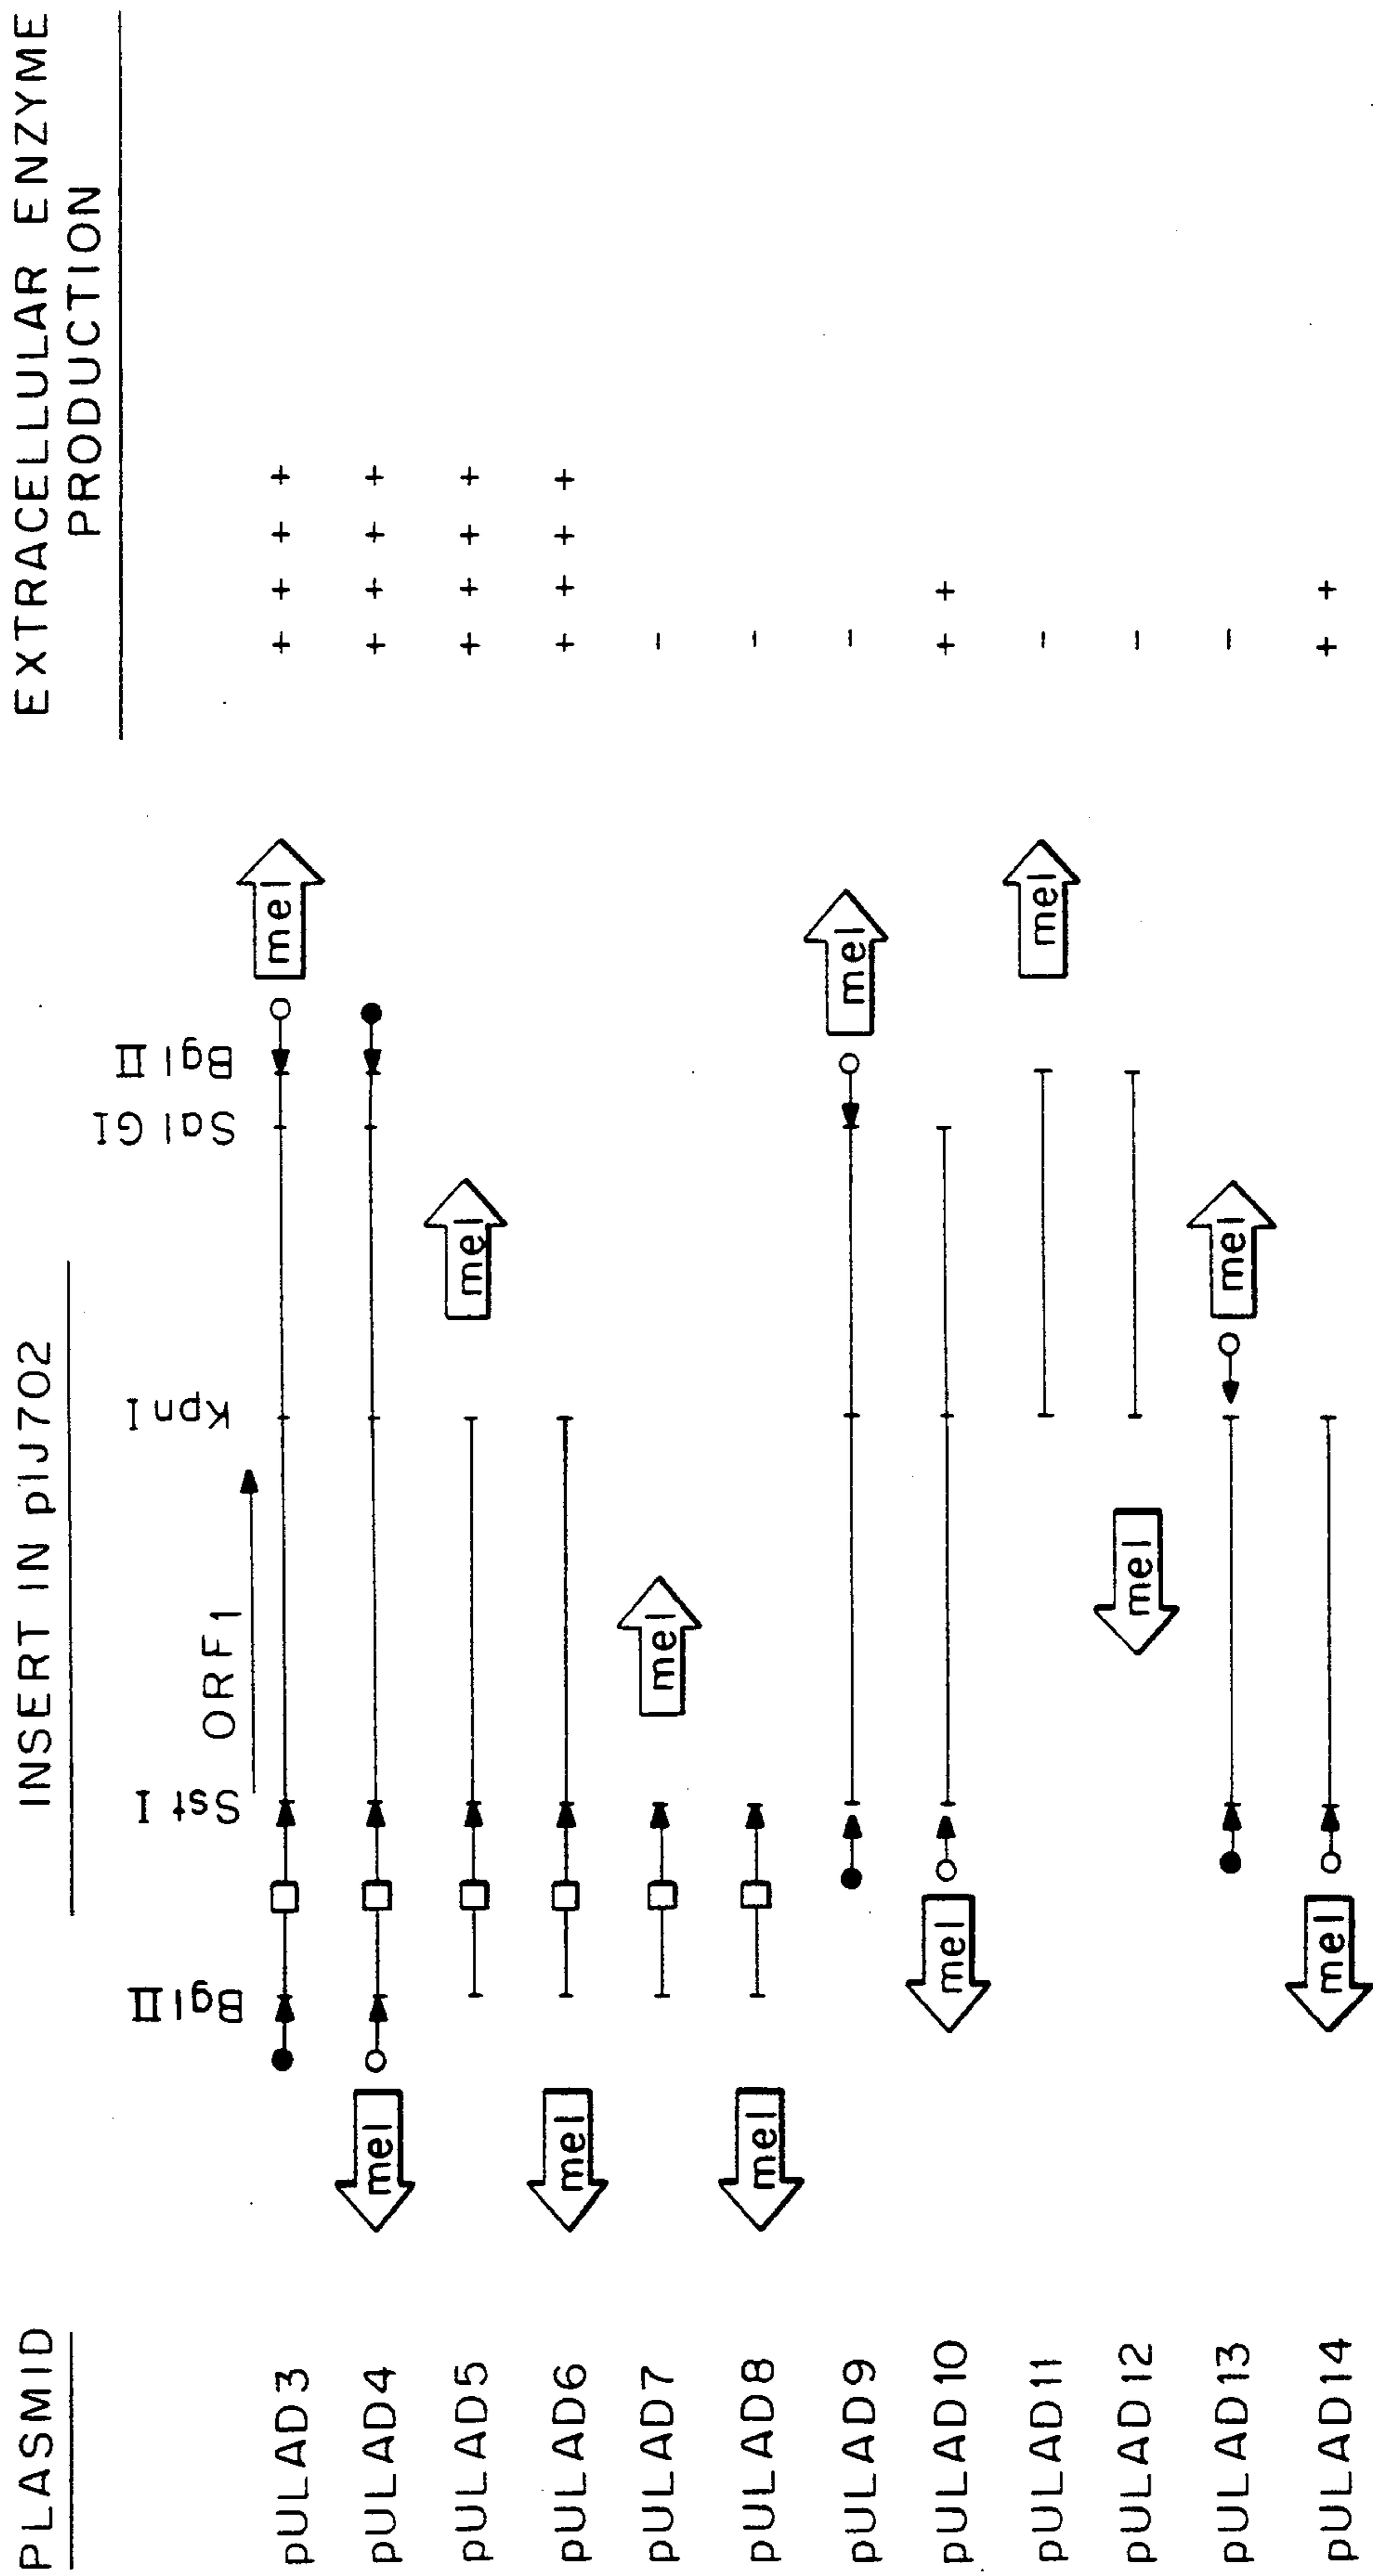 PLASMID
INSERT IN pIJ702
EXTRACELLULAR ENZYME
PRODUCTION
Bgl II
Sst I
Kpn I
Sal GI
Bgl II
ORF1
pULAD3
mel
+ + + +
pULAD4
mel
+ + + +
pULAD5
mel
+ + + +
pULAD6
mel
+ + + +
pULAD7
mel
-
pULAD8
mel
-
pULAD9
mel
-
pULAD10
mel
+ +
pULAD11
mel
-
pULAD12
mel
-
pULAD13
mel
-
pULAD14
mel
+ +